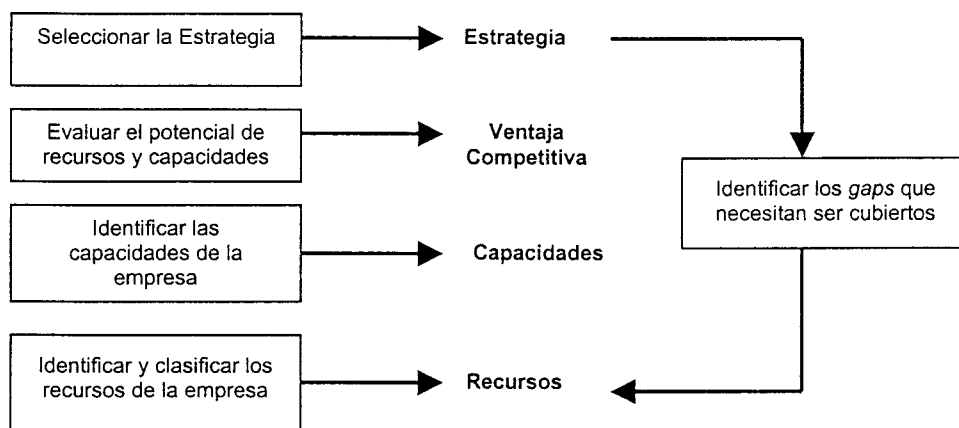 Seleccionar la Estrategia
Estrategia
Evaluar el potencial de
recursos y capacidades
Ventaja
Competitiva
Identificar los gaps que
necesitan ser cubiertos
Identificar las
capacidades de la
empresa
Capacidades
Identificar y clasificar los
recursos de la empresa
Recursos